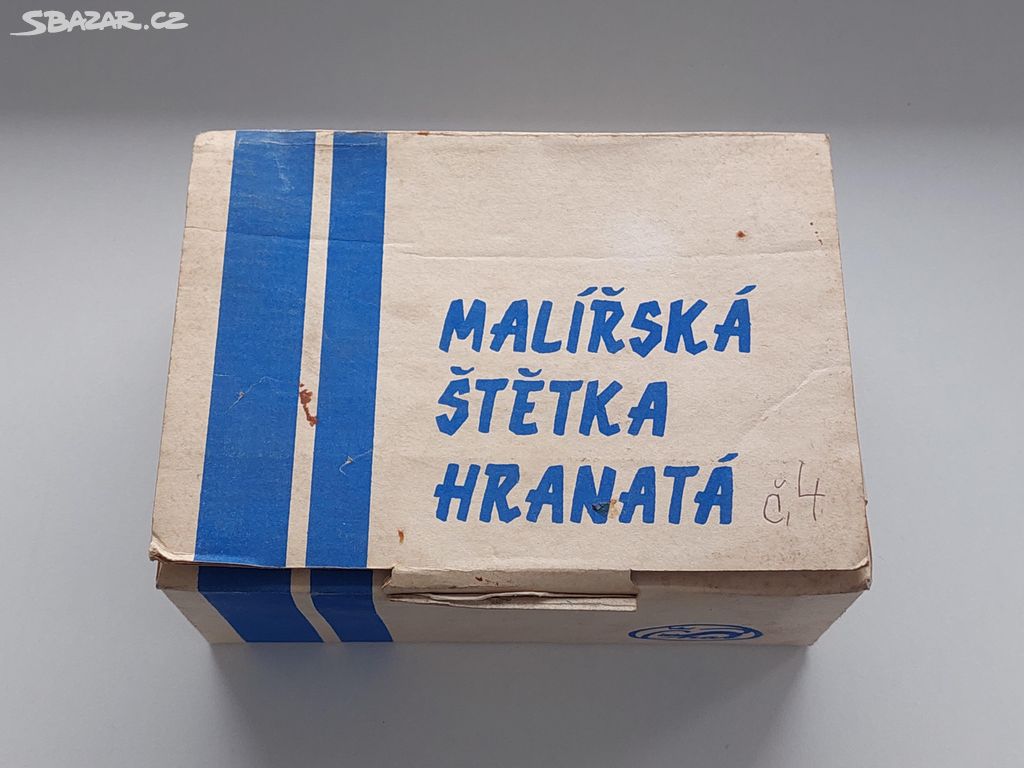 SBAZAR.CZ
MALÍŘSKÁ
ŠTĚTKA
HRANATÁ č,4